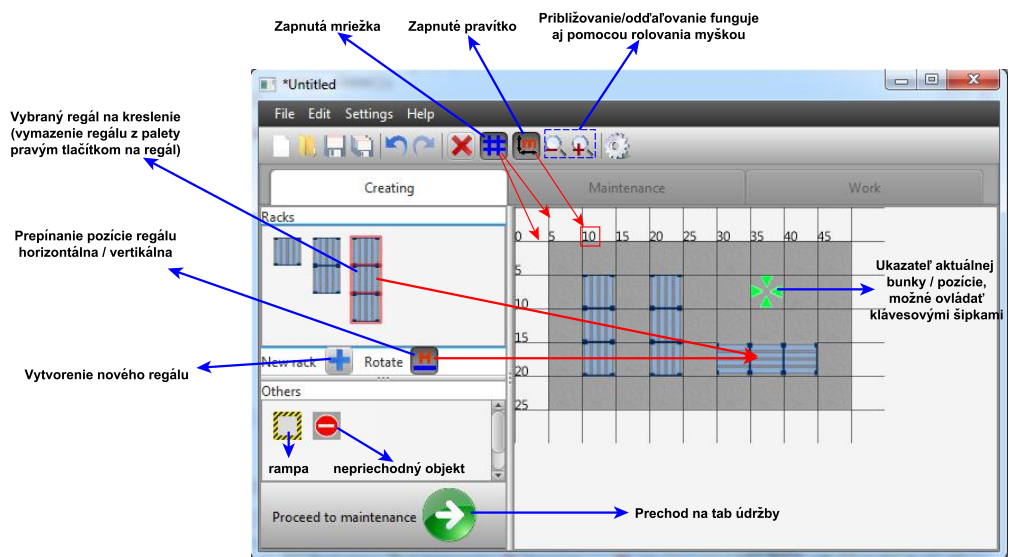 Zapnutá mriežka
Zapnuté pravítko
Približovanie/odďaľovanie funguje
aj pomocou rolovania myškou
Vybraný regál na kreslenie
(vymazenie regálu z palety
pravým tlačítkom na regál)
Prepínanie pozície regálu
horizontálna / vertikálna
Vytvorenie nového regálu
*Untitled
File Edit Settings Help
m
Creating
Maintenance
Work
Racks
New rack
Rotate
H
Others
rampa
nepriechodný objekt
Proceed to maintenance
0 5 10 15 20 25 30 35 40 45
5
10
15
20
25
Ukazateľ aktuálnej
bunky / pozície,
možné ovládať
klávesovými šipkami
Prechod na tab údržby